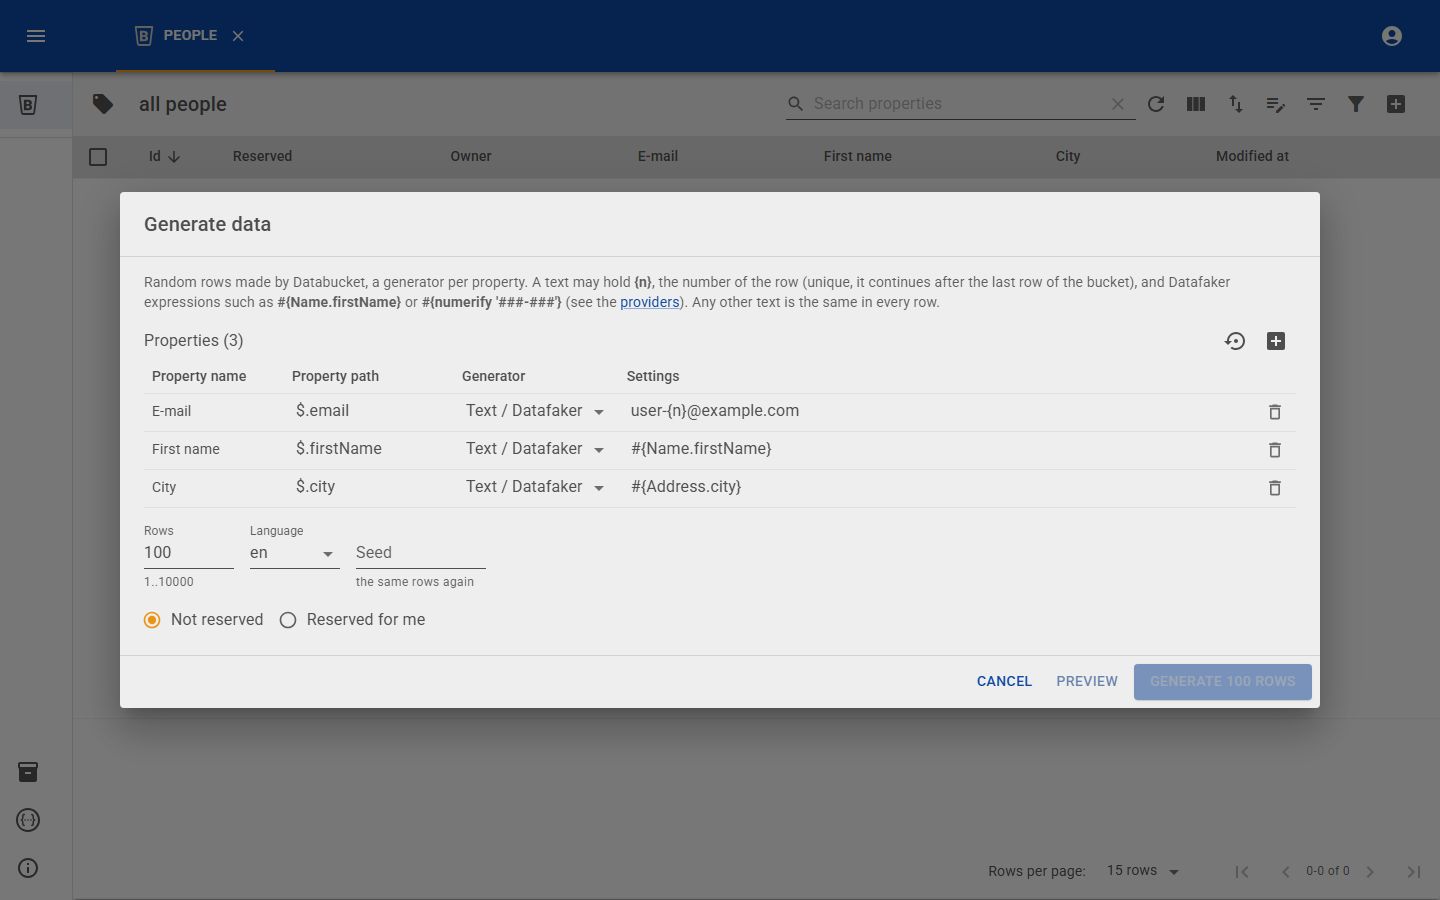 PEOPLE
all people
Search properties
Id
Reserved
Owner
E-mail
First name
City
Modified at
Generate data
Random rows made by Databucket, a generator per property. A text may hold {n}, the number of the row (unique, it continues after the last row of the bucket), and Datafaker
expressions such as #{Name.firstName} or #{numerify '###-###'} (see the providers). Any other text is the same in every row.
Properties (3)
Property name
Property path
Generator
Settings
E-mail
$.email
Text / Datafaker
user-{n}@example.com
First name
$.firstName
Text / Datafaker
#{Name.firstName}
City
$.city
Text / Datafaker
#{Address.city}
Rows
Language
100
en
Seed
1..10000
the same rows again
Not reserved
Reserved for me
CANCEL
PREVIEW
GENERATE 100 ROWS
Rows per page:
15 rows
0-0 of 0